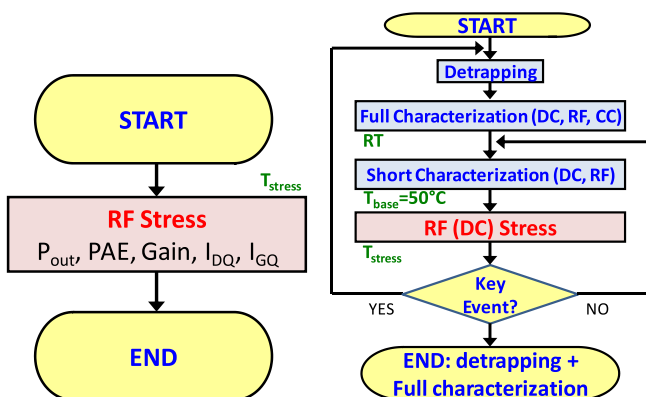 START
T_stress
RF Stress
P_out, PAE, Gain, I_DQ, I_GQ
END
START
Detrapping
Full Characterization (DC, RF, CC)
RT
Short Characterization (DC, RF)
T_base=50°C
RF (DC) Stress
T_stress
Key
Event?
YES
NO
END: detrapping +
Full characterization